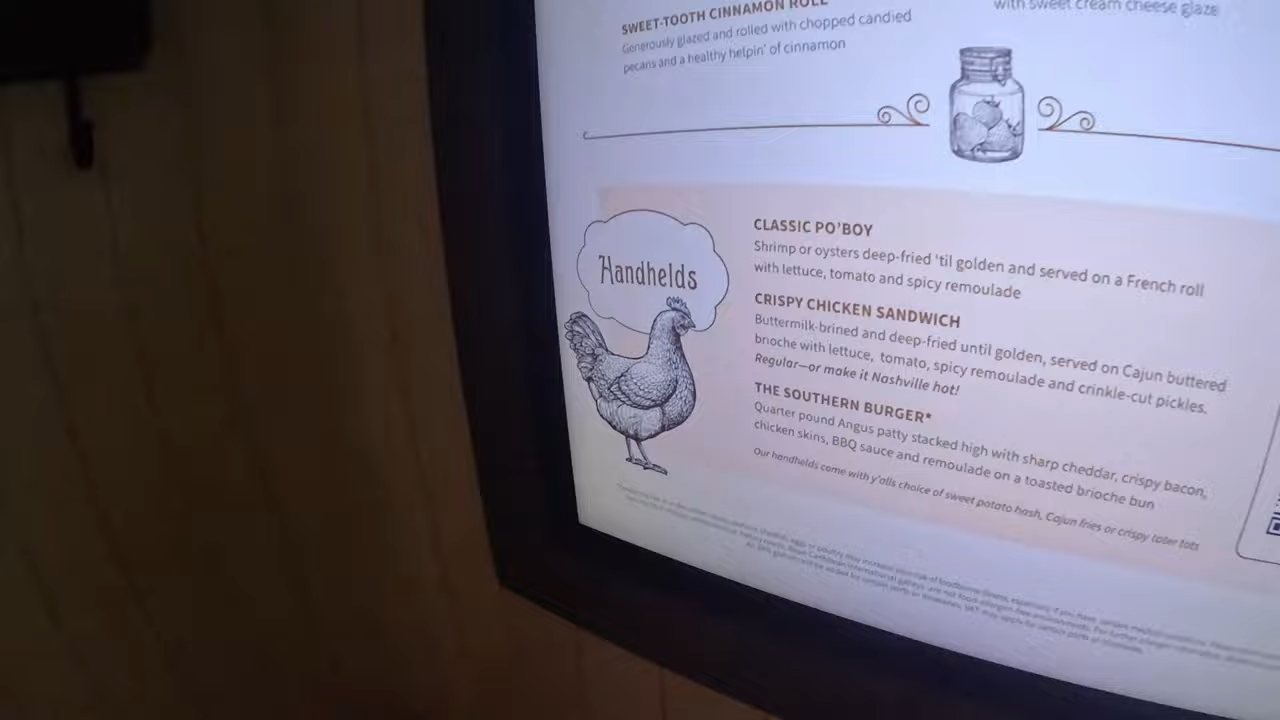 SWEET-TOOTH CINNAMON ROLL
Generously glazed and rolled with chopped candied
pecans and a healthy helpin' of cinnamon
with sweet cream cheese glaze
Handhelds
CLASSIC PO'BOY
Shrimp or oysters deep-fried 'til golden and served on a French roll
with lettuce, tomato and spicy remoulade
CRISPY CHICKEN SANDWICH
Buttermilk-brined and deep-fried until golden, served on Cajun buttered
brioche with lettuce, tomato, spicy remoulade and crinkle-cut pickles.
Regular—or make it Nashville hot!
THE SOUTHERN BURGER*
Quarter pound Angus patty stacked high with sharp cheddar, crispy bacon,
chicken skins, BBQ sauce and remoulade on a toasted brioche bun
Our handhelds come with y'alls choice of sweet potato hash, Cajun fries or crispy tater tots